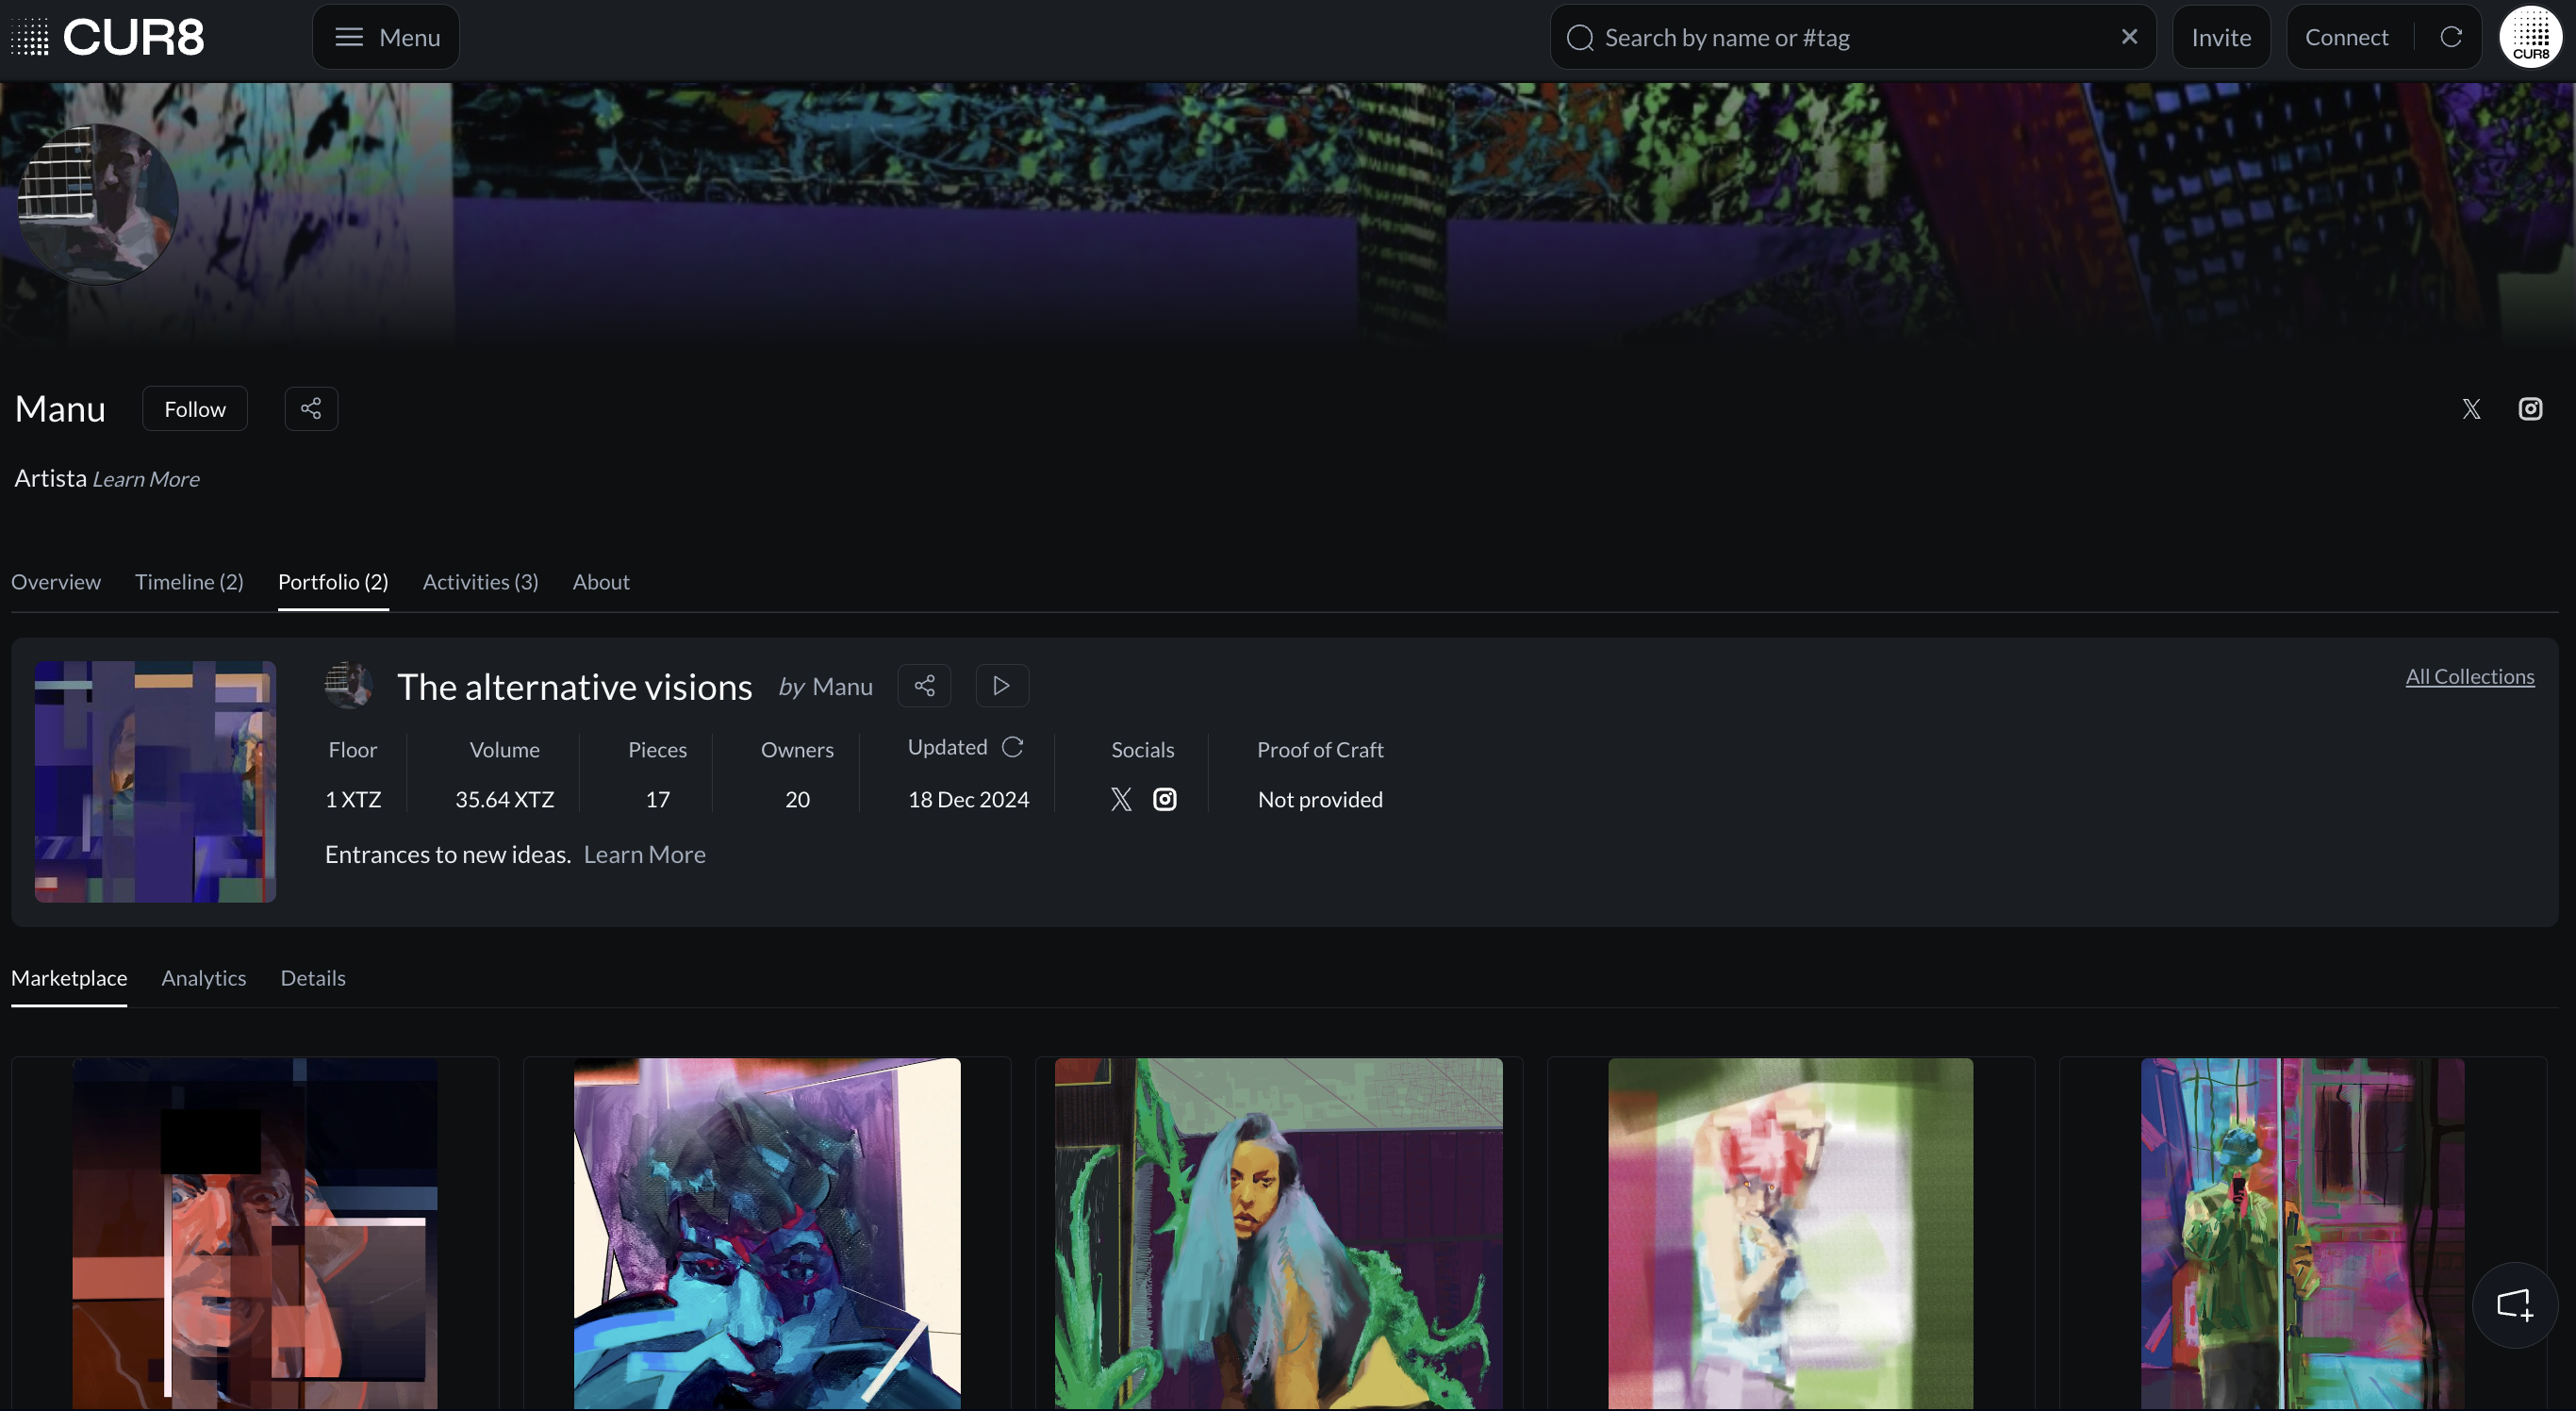 CUR8
Menu
Search by name or #tag
Invite
Connect
CUR8
Manu
Follow
Artista Learn More
Overview
Timeline (2)
Portfolio (2)
Activities (3)
About
The alternative visions by Manu
All Collections
Floor
Volume
Pieces
Owners
Updated
Socials
Proof of Craft
1 XTZ
35.64 XTZ
17
20
18 Dec 2024
Not provided
Entrances to new ideas. Learn More
Marketplace
Analytics
Details